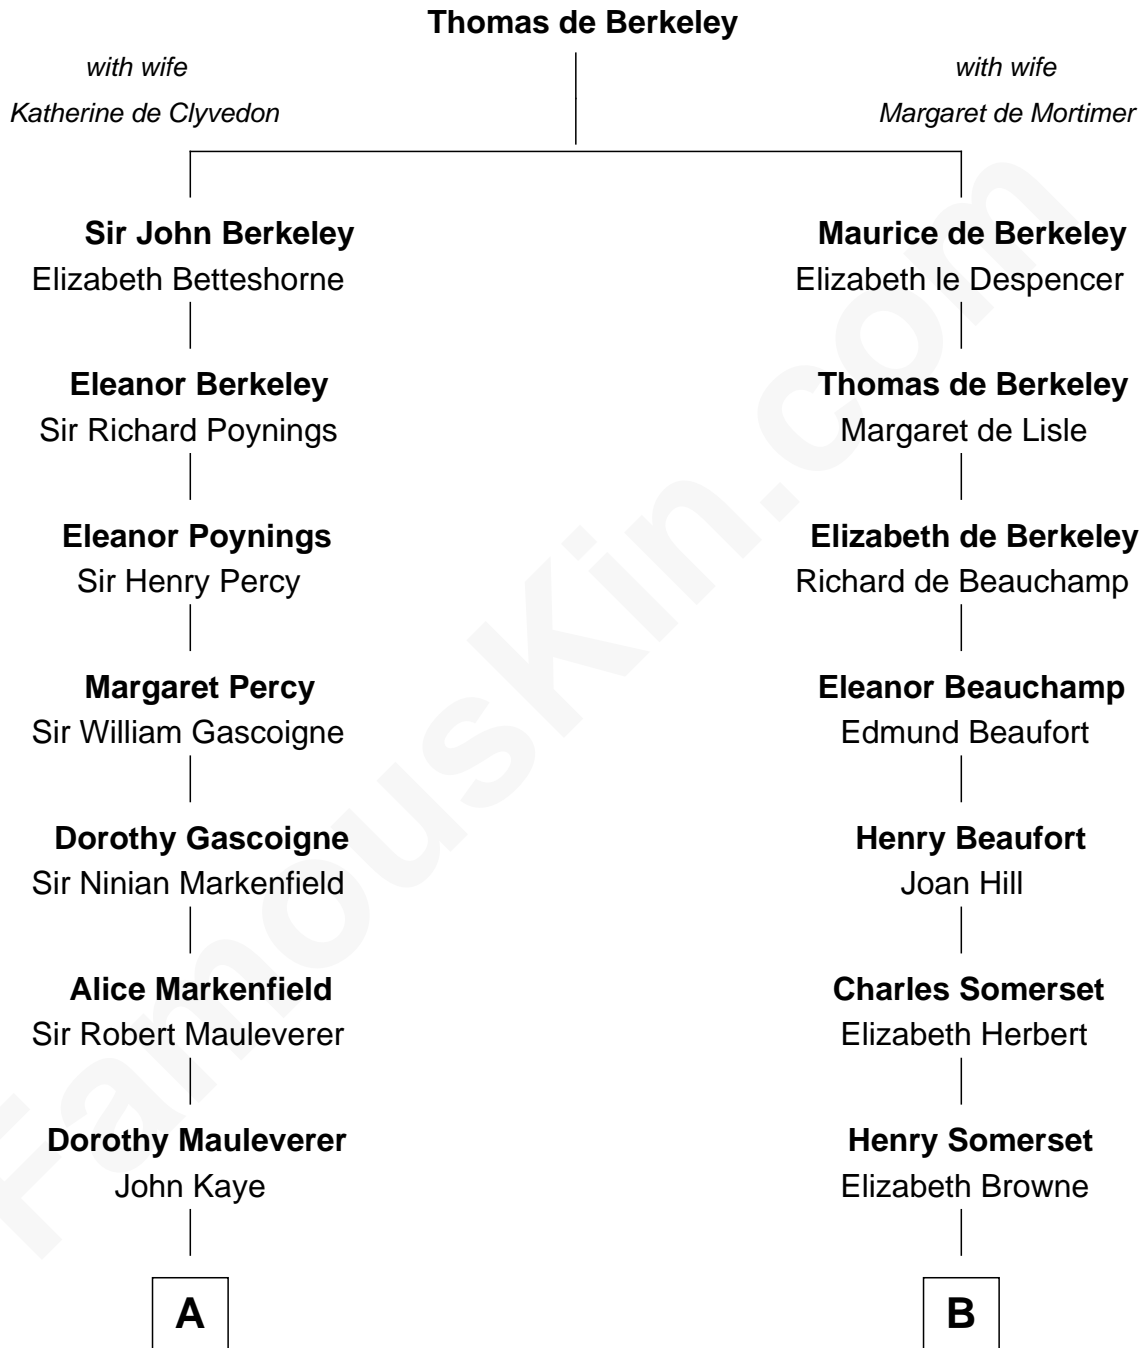 Thomas de Berkeley
with wife
Katherine de Clyvedon
with wife
Margaret de Mortimer
Sir John Berkeley
Elizabeth Betteshorne
Eleanor Berkeley
Sir Richard Poynings
Eleanor Poynings
Sir Henry Percy
Margaret Percy
Sir William Gascoigne
Dorothy Gascoigne
Sir Ninian Markenfield
Alice Markenfield
Sir Robert Mauleverer
Dorothy Mauleverer
John Kaye
A
Maurice de Berkeley
Elizabeth le Despencer
Thomas de Berkeley
Margaret de Lisle
Elizabeth de Berkeley
Richard de Beauchamp
Eleanor Beauchamp
Edmund Beaufort
Henry Beaufort
Joan Hill
Charles Somerset
Elizabeth Herbert
Henry Somerset
Elizabeth Browne
B
FamousKin.com